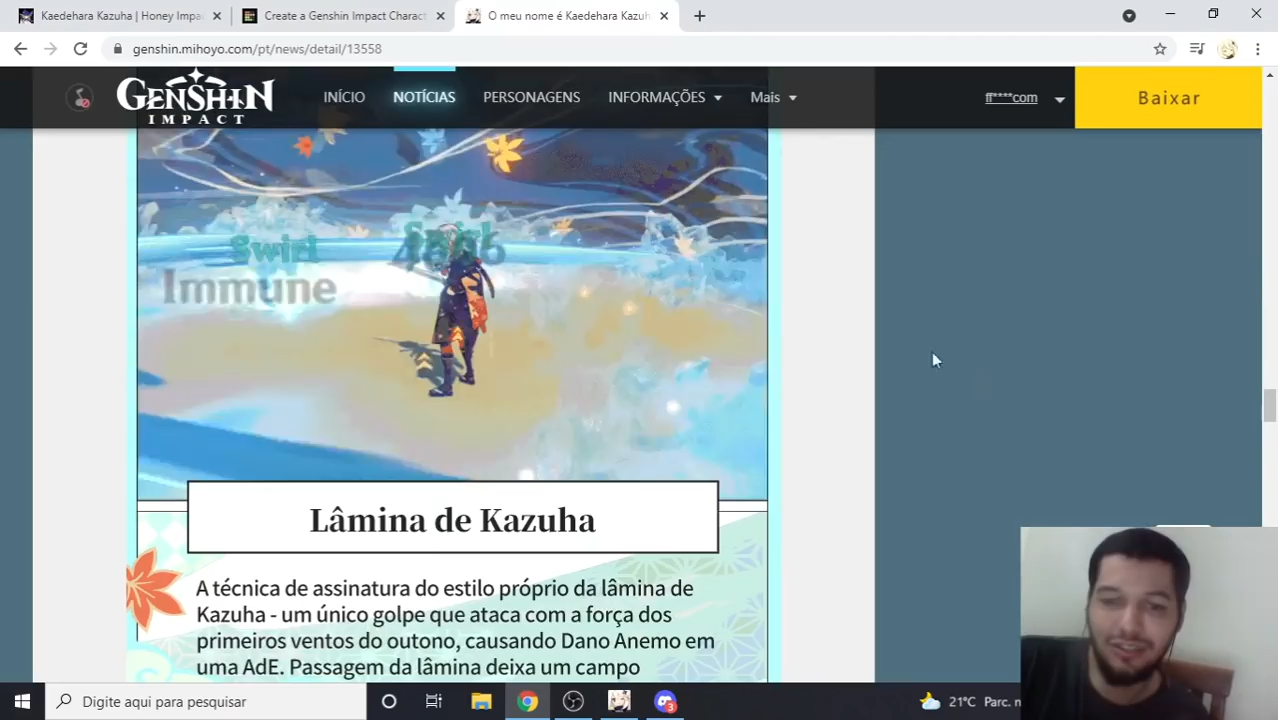 Kaedehara Kazuha | Honey Impac
Create a Genshin Impact Charact
O meu nome é Kaedehara Kazuh
genshin.mihoyo.com/pt/news/detail/13558
GENSHIN
IMPACT
INÍCIO
NOTÍCIAS
PERSONAGENS
INFORMAÇÕES
Mais
ff****com
Baixar
Swirl
Swirl
Immune
Lâmina de Kazuha
A técnica de assinatura do estilo próprio da lâmina de
Kazuha - um único golpe que ataca com a força dos
primeiros ventos do outono, causando Dano Anemo em
uma AdE. Passagem da lâmina deixa um campo
Digite aqui para pesquisar
3
21°C Parc. n